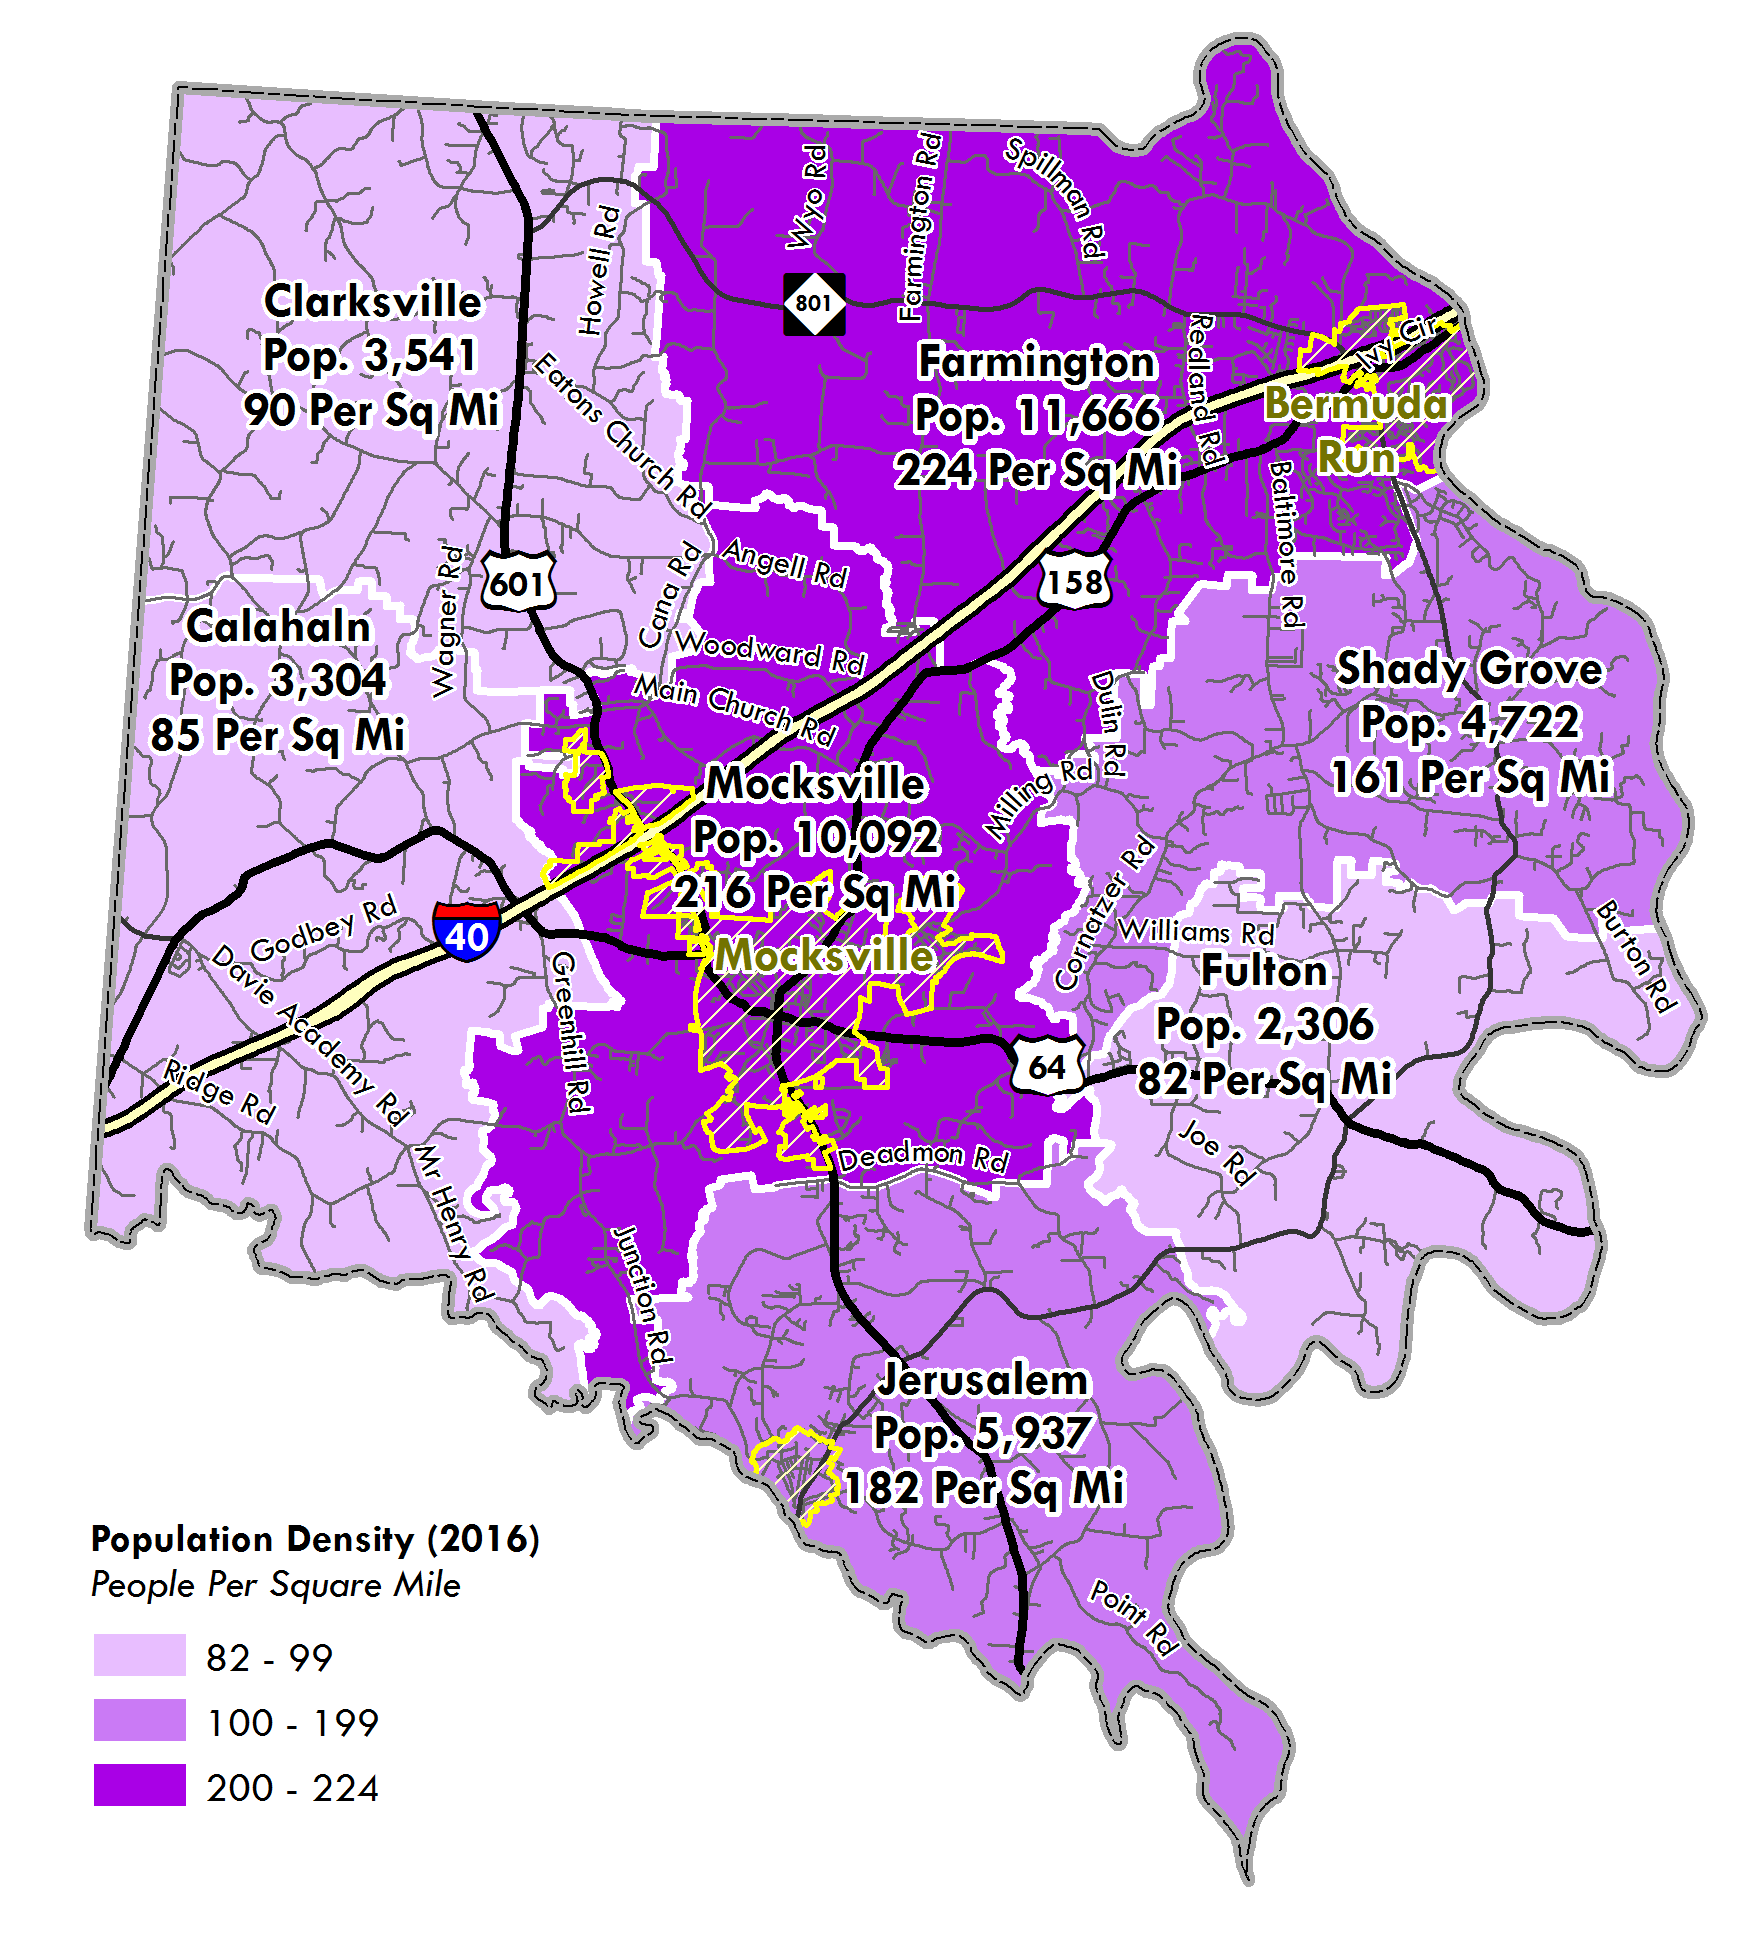 Wyo Rd
Farmington Rd
Spillman Rd
Howell Rd
801
Clarksville
Pop. 3,541
90 Per Sq Mi
Farmington
Pop. 11,666
224 Per Sq Mi
Redland Rd
Ivy Cir
Bermuda
Run
Eatons Church Rd
Baltimore Rd
Angell Rd
Cana Rd
Wagner Rd
601
158
Calahaln
Pop. 3,304
85 Per Sq Mi
Woodward Rd
Main Church Rd
Dulin Rd
Milling Rd
Shady Grove
Pop. 4,722
161 Per Sq Mi
Mocksville
Pop. 10,092
216 Per Sq Mi
Mocksville
Cornatzer Rd
Williams Rd
Burton Rd
Godbey Rd
40
Davie Academy Rd
Greenhill Rd
Ridge Rd
Fulton
Pop. 2,306
82 Per Sq Mi
64
Joe Rd
Deadmon Rd
Mr Henry Rd
Junction Rd
Jerusalem
Pop. 5,937
182 Per Sq Mi
Point Rd
Population Density (2016)
People Per Square Mile
82 - 99
100 - 199
200 - 224